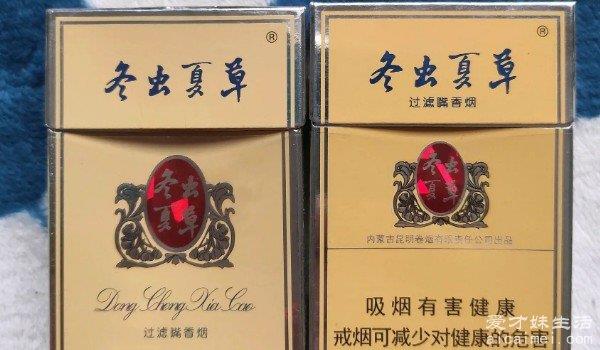 冬虫夏草®
冬虫
夏草
Dong Chong Xia Cao
过滤嘴香烟
冬虫夏草®
过滤嘴香烟
冬虫
夏草
内蒙古昆明卷烟有限责任公司出品
吸烟有害健康
戒烟可减少对健康的危害
爱才妹生活
xicaimei.com